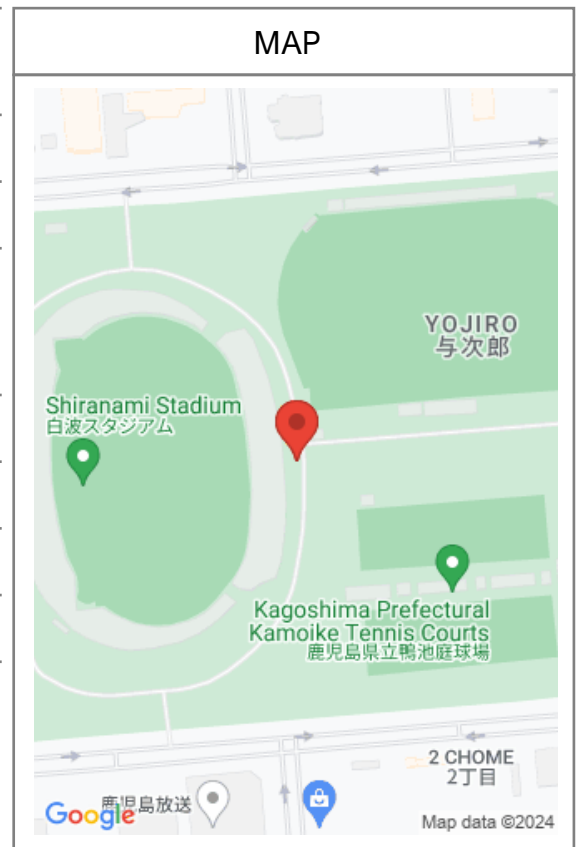 MAP
YOJIRO
与次郎
Shiranami Stadium
白波スタジアム
Kagoshima Prefectural
Kamoike Tennis Courts
鹿児島県立鴨池庭球場
2 CHOME
2丁目
鹿児島放送
Google
Map data ©2024